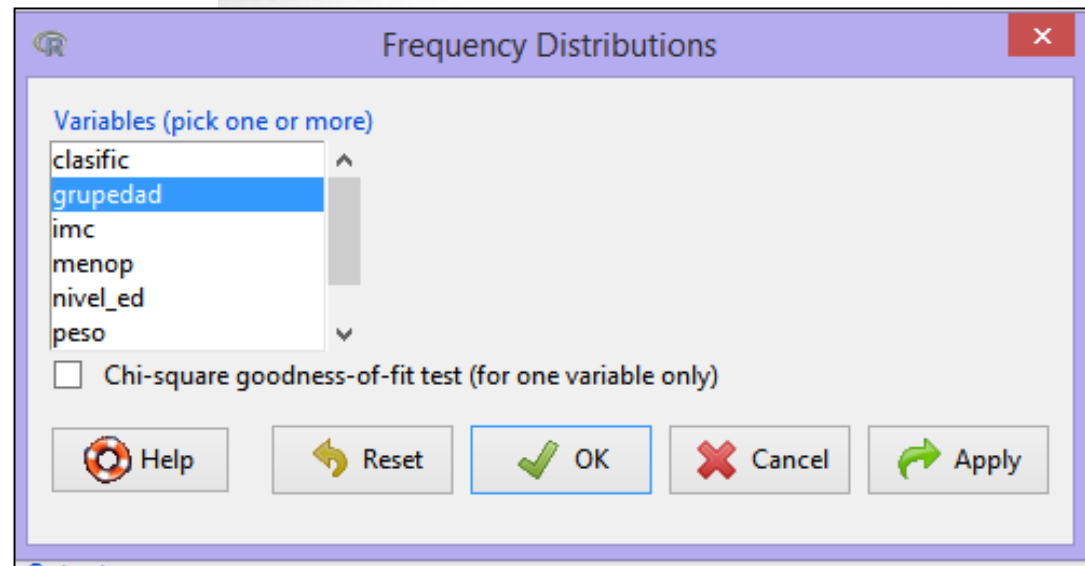 Frequency Distributions
Variables (pick one or more)
clasific
grupedad
imc
menop
nivel_ed
peso
Chi-square goodness-of-fit test (for one variable only)
Help Reset OK Cancel Apply